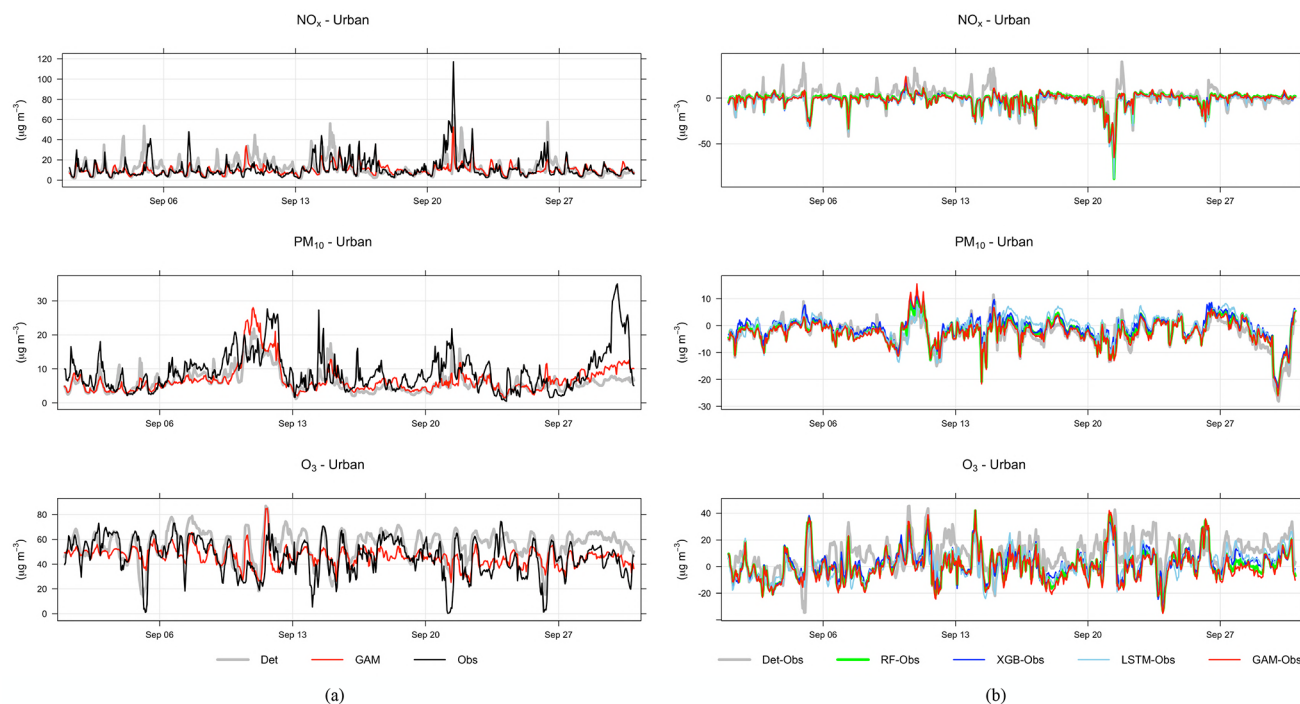 NOₓ - Urban
(µg m⁻³)
120
100
80
60
40
20
0
Sep 06 Sep 13 Sep 20 Sep 27
PM₁₀ - Urban
(µg m⁻³)
30
20
10
0
Sep 06 Sep 13 Sep 20 Sep 27
O₃ - Urban
(µg m⁻³)
80
60
40
20
0
Sep 06 Sep 13 Sep 20 Sep 27
Det GAM Obs
(a)
NOₓ - Urban
(µg m⁻³)
0
-50
Sep 06 Sep 13 Sep 20 Sep 27
PM₁₀ - Urban
(µg m⁻³)
10
0
-10
-20
-30
Sep 06 Sep 13 Sep 20 Sep 27
O₃ - Urban
(µg m⁻³)
40
20
0
-20
Sep 06 Sep 13 Sep 20 Sep 27
Det-Obs RF-Obs XGB-Obs LSTM-Obs GAM-Obs
(b)